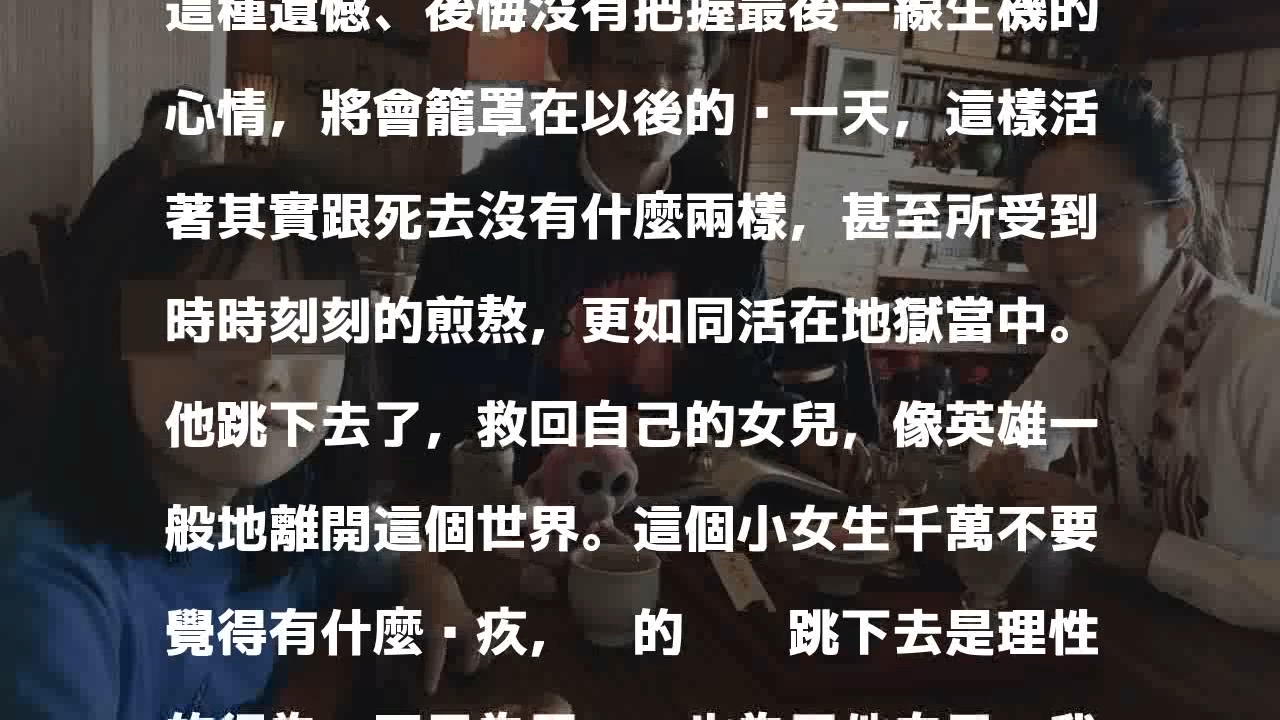 這種遺憾、後悔沒有把握最後一線生機的
心情，將會籠罩在以後的·一天，這樣活
著其實跟死去沒有什麼兩樣，甚至所受到
時時刻刻的煎熬，更如同活在地獄當中。
他跳下去了，救回自己的女兒，像英雄一
般地離開這個世界。這個小女生千萬不要
覺得有什麼·疚，　的　　跳下去是理性